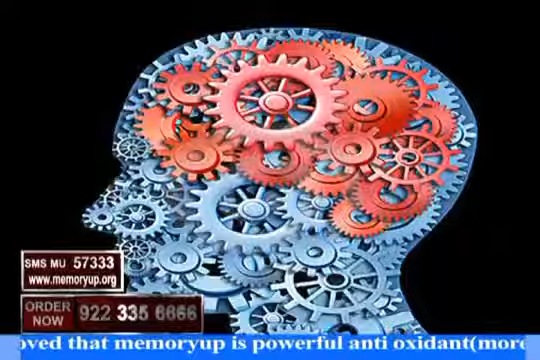 SMS MU 57333
www.memoryup.org
ORDER NOW 922 335 6666
oved that memoryup is powerful anti oxidant(more